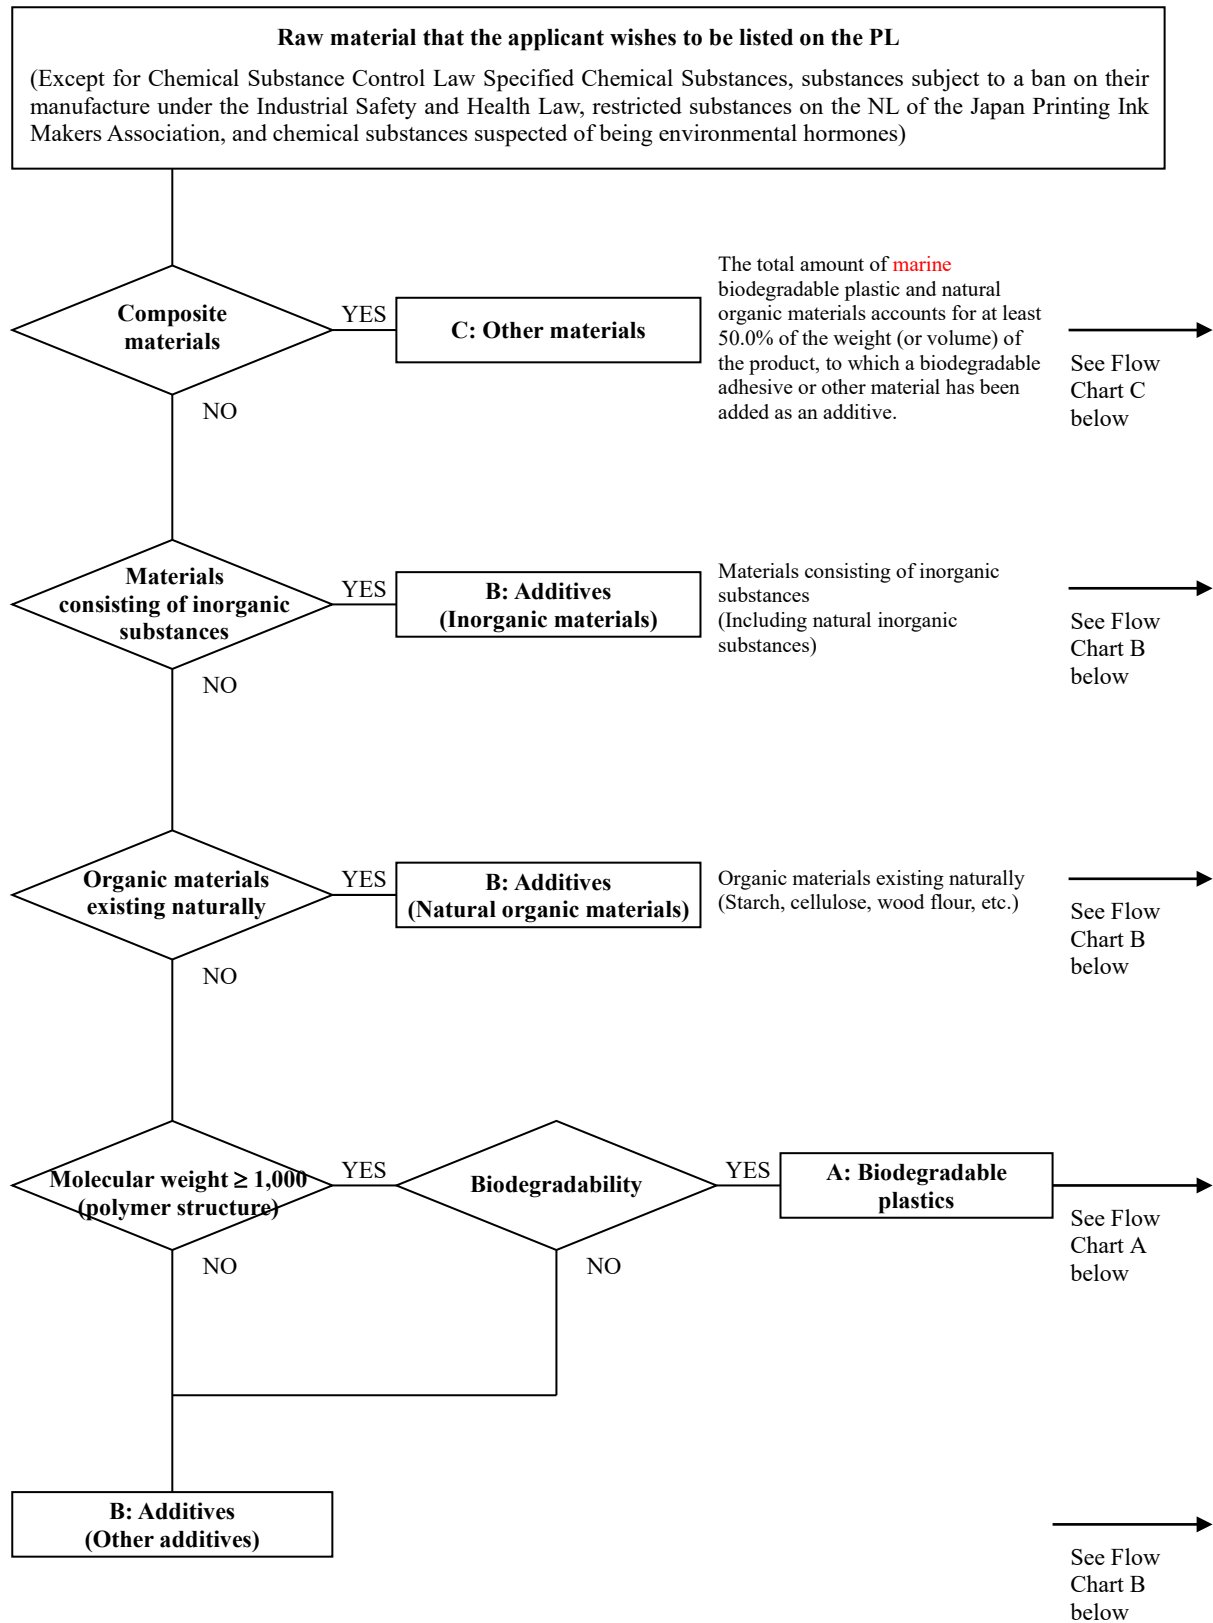 Raw material that the applicant wishes to be listed on the PL
(Except for Chemical Substance Control Law Specified Chemical Substances, substances subject to a ban on their
manufacture under the Industrial Safety and Health Law, restricted substances on the NL of the Japan Printing Ink
Makers Association, and chemical substances suspected of being environmental hormones)
Composite
materials
YES
NO
C: Other materials
The total amount of marine
biodegradable plastic and natural
organic materials accounts for at least
50.0% of the weight (or volume) of
the product, to which a biodegradable
adhesive or other material has been
added as an additive.
See Flow
Chart C
below
Materials
consisting of inorganic
substances
YES
NO
B: Additives
(Inorganic materials)
Materials consisting of inorganic
substances
(Including natural inorganic
substances)
See Flow
Chart B
below
Organic materials
existing naturally
YES
NO
B: Additives
(Natural organic materials)
Organic materials existing naturally
(Starch, cellulose, wood flour, etc.)
See Flow
Chart B
below
Molecular weight ≥ 1,000
(polymer structure)
YES
NO
Biodegradability
YES
NO
A: Biodegradable
plastics
See Flow
Chart A
below
B: Additives
(Other additives)
See Flow
Chart B
below